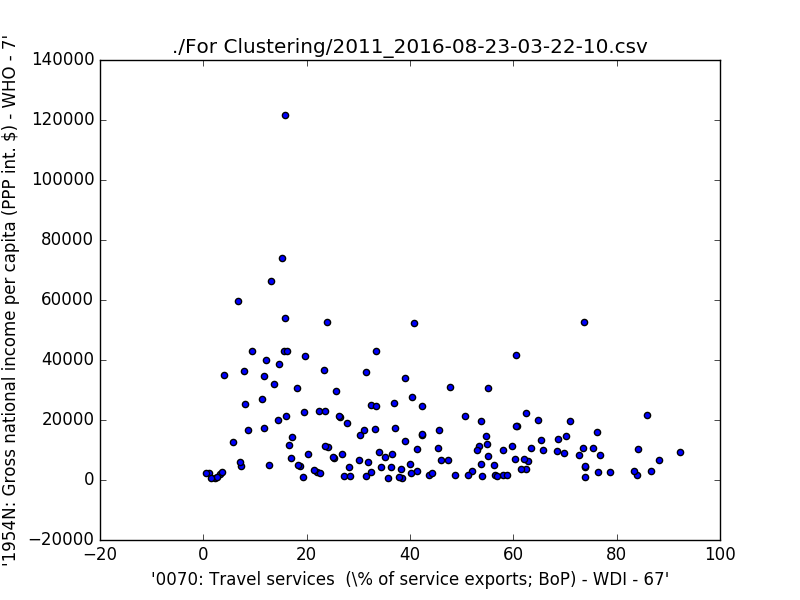 ./For Clustering/2011_2016-08-23-03-22-10.csv
'1954N: Gross national income per capita (PPP int. $) - WHO - 7'
140000
120000
100000
80000
60000
40000
20000
0
−20000
−20 0 20 40 60 80 100
'0070: Travel services  (\% of service exports; BoP) - WDI - 67'